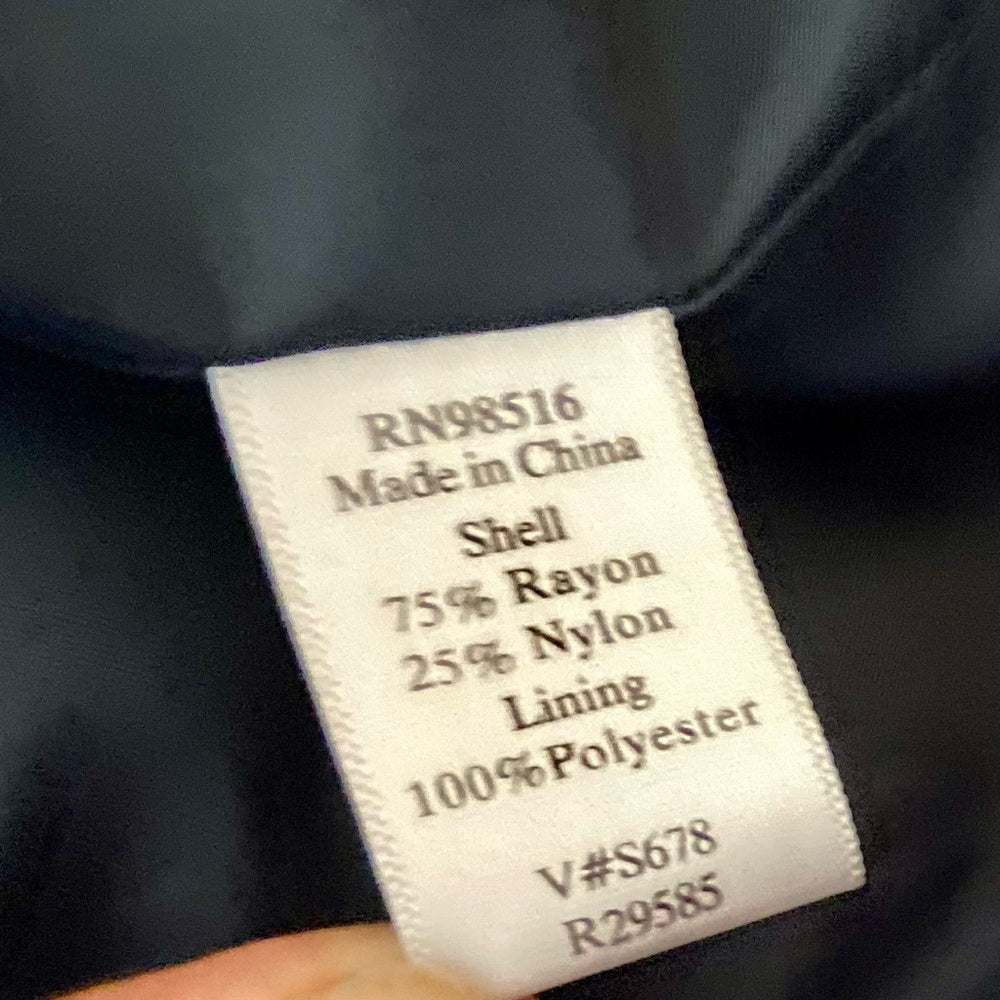 RN98516
Made in China
Shell
75% Rayon
25% Nylon
Lining
100%Polyester
V#S678
R29585